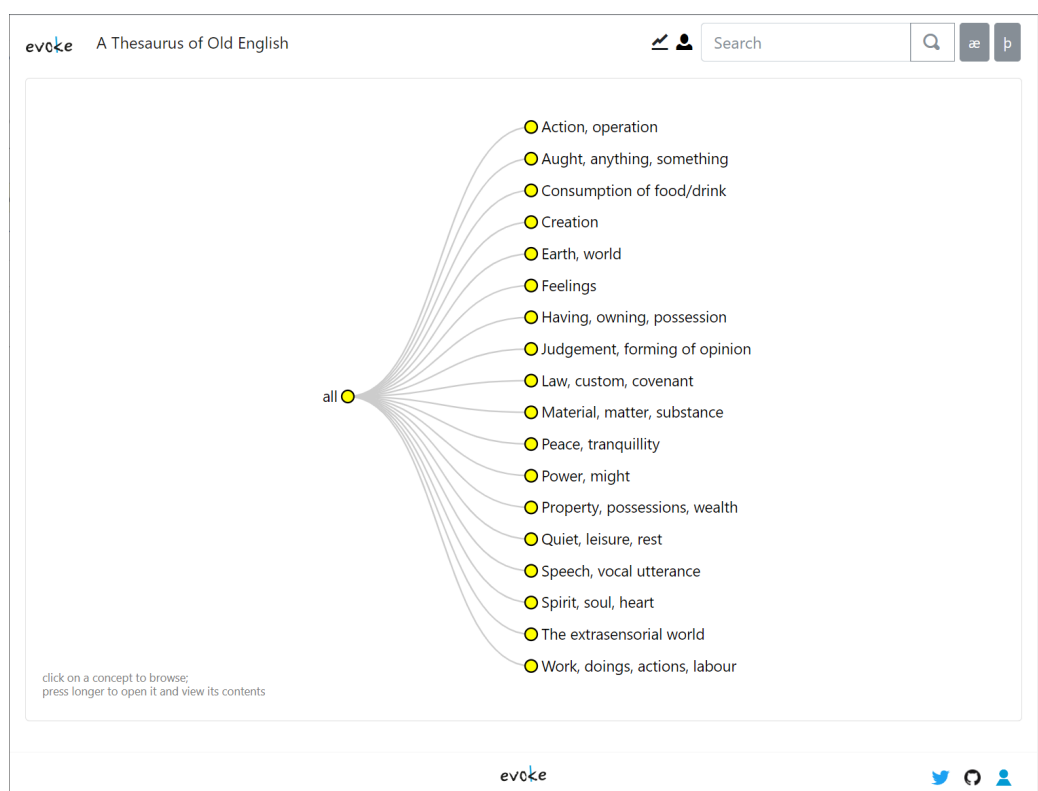 evoke A Thesaurus of Old English Search æ þ
Action, operation
Aught, anything, something
Consumption of food/drink
Creation
Earth, world
Feelings
Having, owning, possession
Judgement, forming of opinion
Law, custom, covenant
all
Material, matter, substance
Peace, tranquillity
Power, might
Property, possessions, wealth
Quiet, leisure, rest
Speech, vocal utterance
Spirit, soul, heart
The extrasensorial world
Work, doings, actions, labour
click on a concept to browse;
press longer to open it and view its contents
evoke